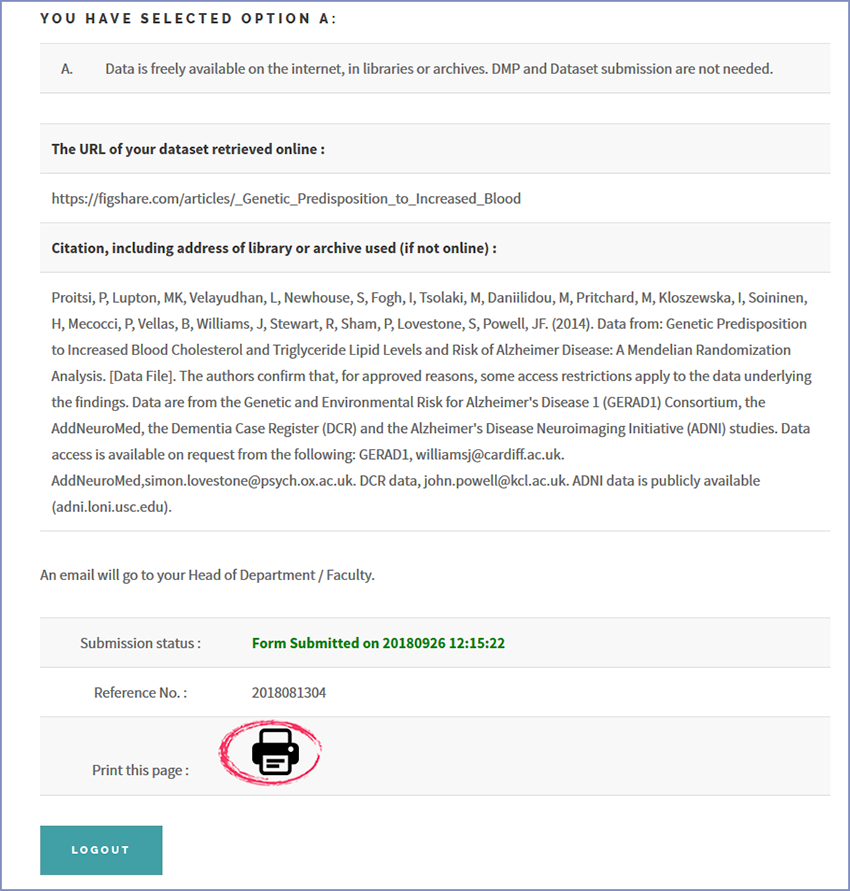 YOU HAVE SELECTED OPTION A:
A. Data is freely available on the internet, in libraries or archives. DMP and Dataset submission are not needed.
The URL of your dataset retrieved online :
https://figshare.com/articles/_Genetic_Predisposition_to_Increased_Blood
Citation, including address of library or archive used (if not online) :
Proitsi, P, Lupton, MK, Velayudhan, L, Newhouse, S, Fogh, I, Tsolaki, M, Daniilidou, M, Pritchard, M, Kloszewska, I, Soininen,
H, Mecocci, P, Vellas, B, Williams, J, Stewart, R, Sham, P, Lovestone, S, Powell, JF. (2014). Data from: Genetic Predisposition
to Increased Blood Cholesterol and Triglyceride Lipid Levels and Risk of Alzheimer Disease: A Mendelian Randomization
Analysis. [Data File]. The authors confirm that, for approved reasons, some access restrictions apply to the data underlying
the findings. Data are from the Genetic and Environmental Risk for Alzheimer's Disease 1 (GERAD1) Consortium, the
AddNeuroMed, the Dementia Case Register (DCR) and the Alzheimer's Disease Neuroimaging Initiative (ADNI) studies. Data
access is available on request from the following: GERAD1, williamsj@cardiff.ac.uk.
AddNeuroMed,simon.lovestone@psych.ox.ac.uk. DCR data, john.powell@kcl.ac.uk. ADNI data is publicly available
(adni.loni.usc.edu).
An email will go to your Head of Department / Faculty.
Submission status : Form Submitted on 20180926 12:15:22
Reference No. : 2018081304
Print this page :
LOGOUT